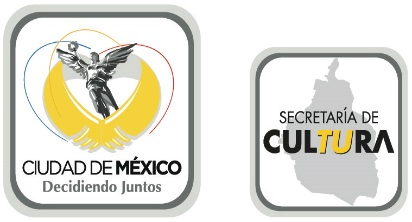 CIUDAD DE MÉXICO
Decidiendo Juntos
SECRETARÍA DE
CULTURA